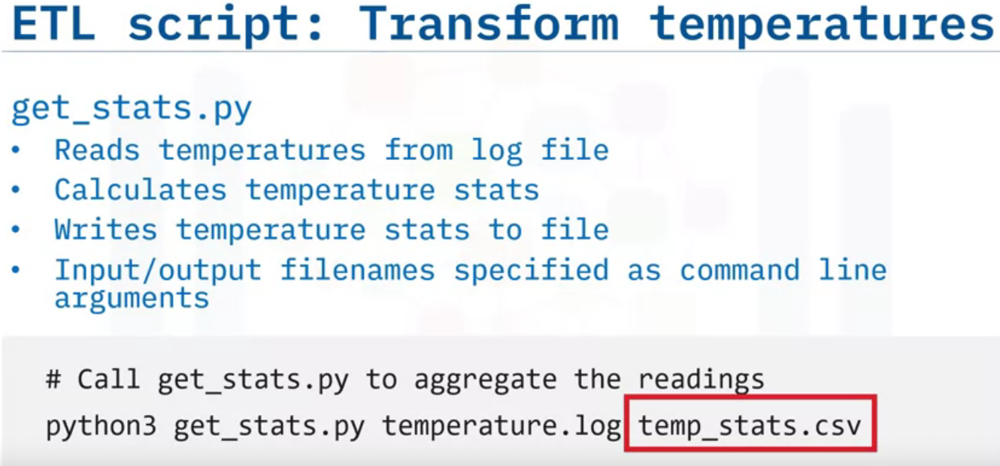 ETL script: Transform temperatures
get_stats.py
• Reads temperatures from log file
• Calculates temperature stats
• Writes temperature stats to file
• Input/output filenames specified as command line
arguments
# Call get_stats.py to aggregate the readings
python3 get_stats.py temperature.log temp_stats.csv